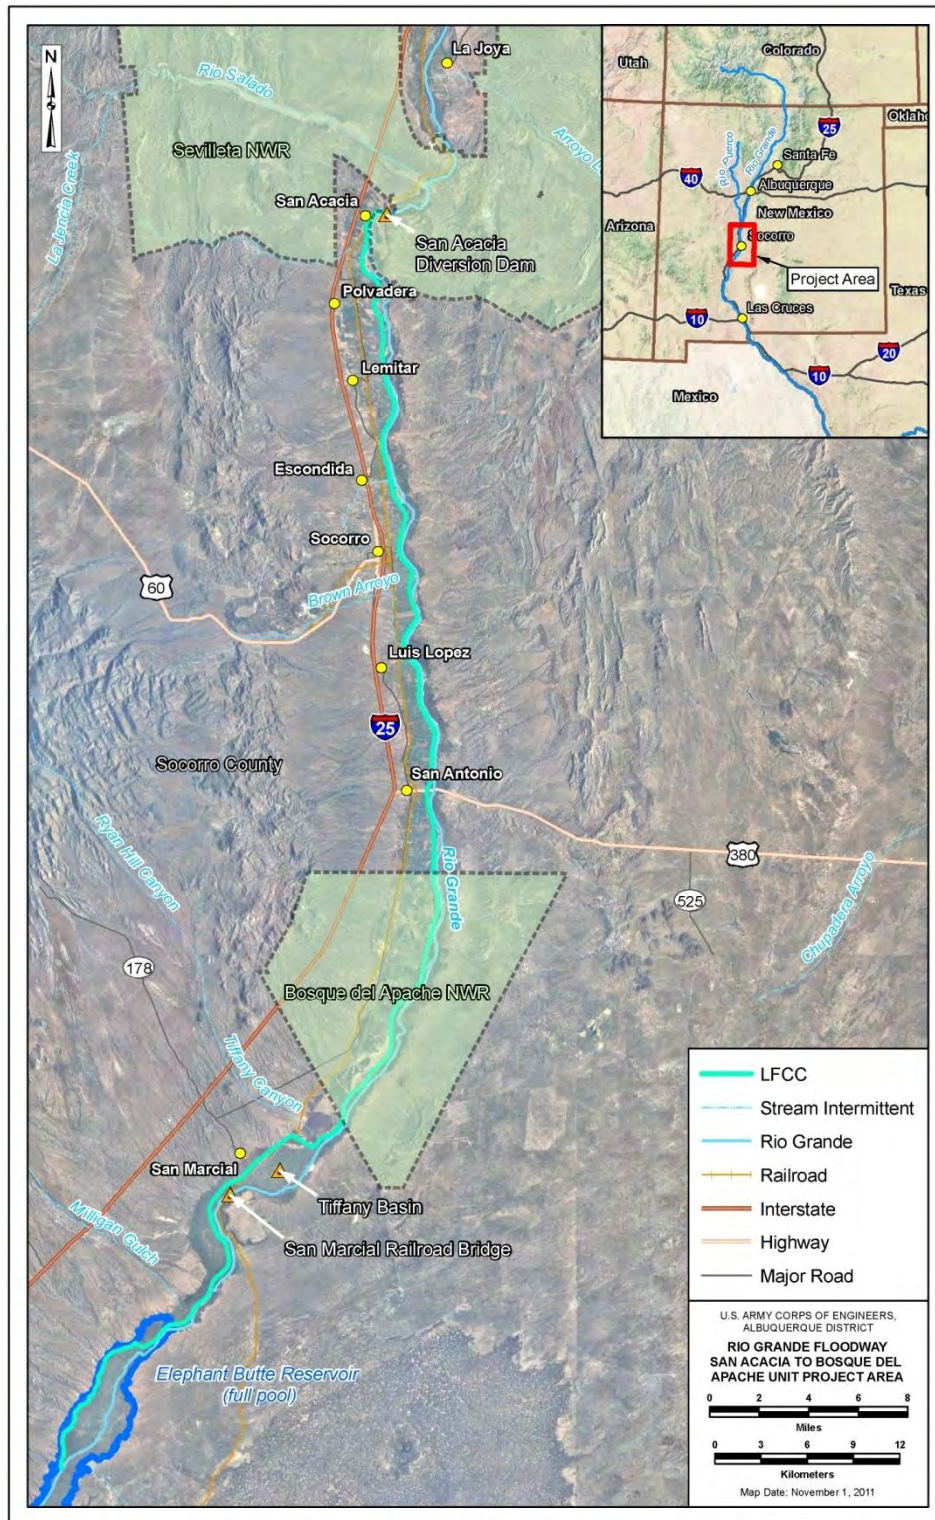 N
La Joya
Rio Salado
Sevilleta NWR
La Jencia Creek
San Acacia
San Acacia
Diversion Dam
Polvadera
Lemitar
Escondida
Socorro
60
Brown Arroyo
Luis Lopez
25
Socorro County
San Antonio
Ryan Hill Canyon
Rio Grande
380
525
Chupadera Arroyo
178
Bosque del Apache NWR
Tiffany Canyon
San Marcial
Tiffany Basin
San Marcial Railroad Bridge
Milligan Gulch
Elephant Butte Reservoir
(full pool)
Utah
Colorado
25
Rio Puerco
Rio Grande
Santa Fe
40
Albuquerque
New Mexico
Arizona
Socorro
Project Area
Texas
Las Cruces
10
20
10
Mexico
LFCC
Stream Intermittent
Rio Grande
Railroad
Interstate
Highway
Major Road
U.S. ARMY CORPS OF ENGINEERS,
ALBUQUERQUE DISTRICT
RIO GRANDE FLOODWAY
SAN ACACIA TO BOSQUE DEL
APACHE UNIT PROJECT AREA
0 2 4 6 8
Miles
0 3 6 9 12
Kilometers
Map Date: November 1, 2011